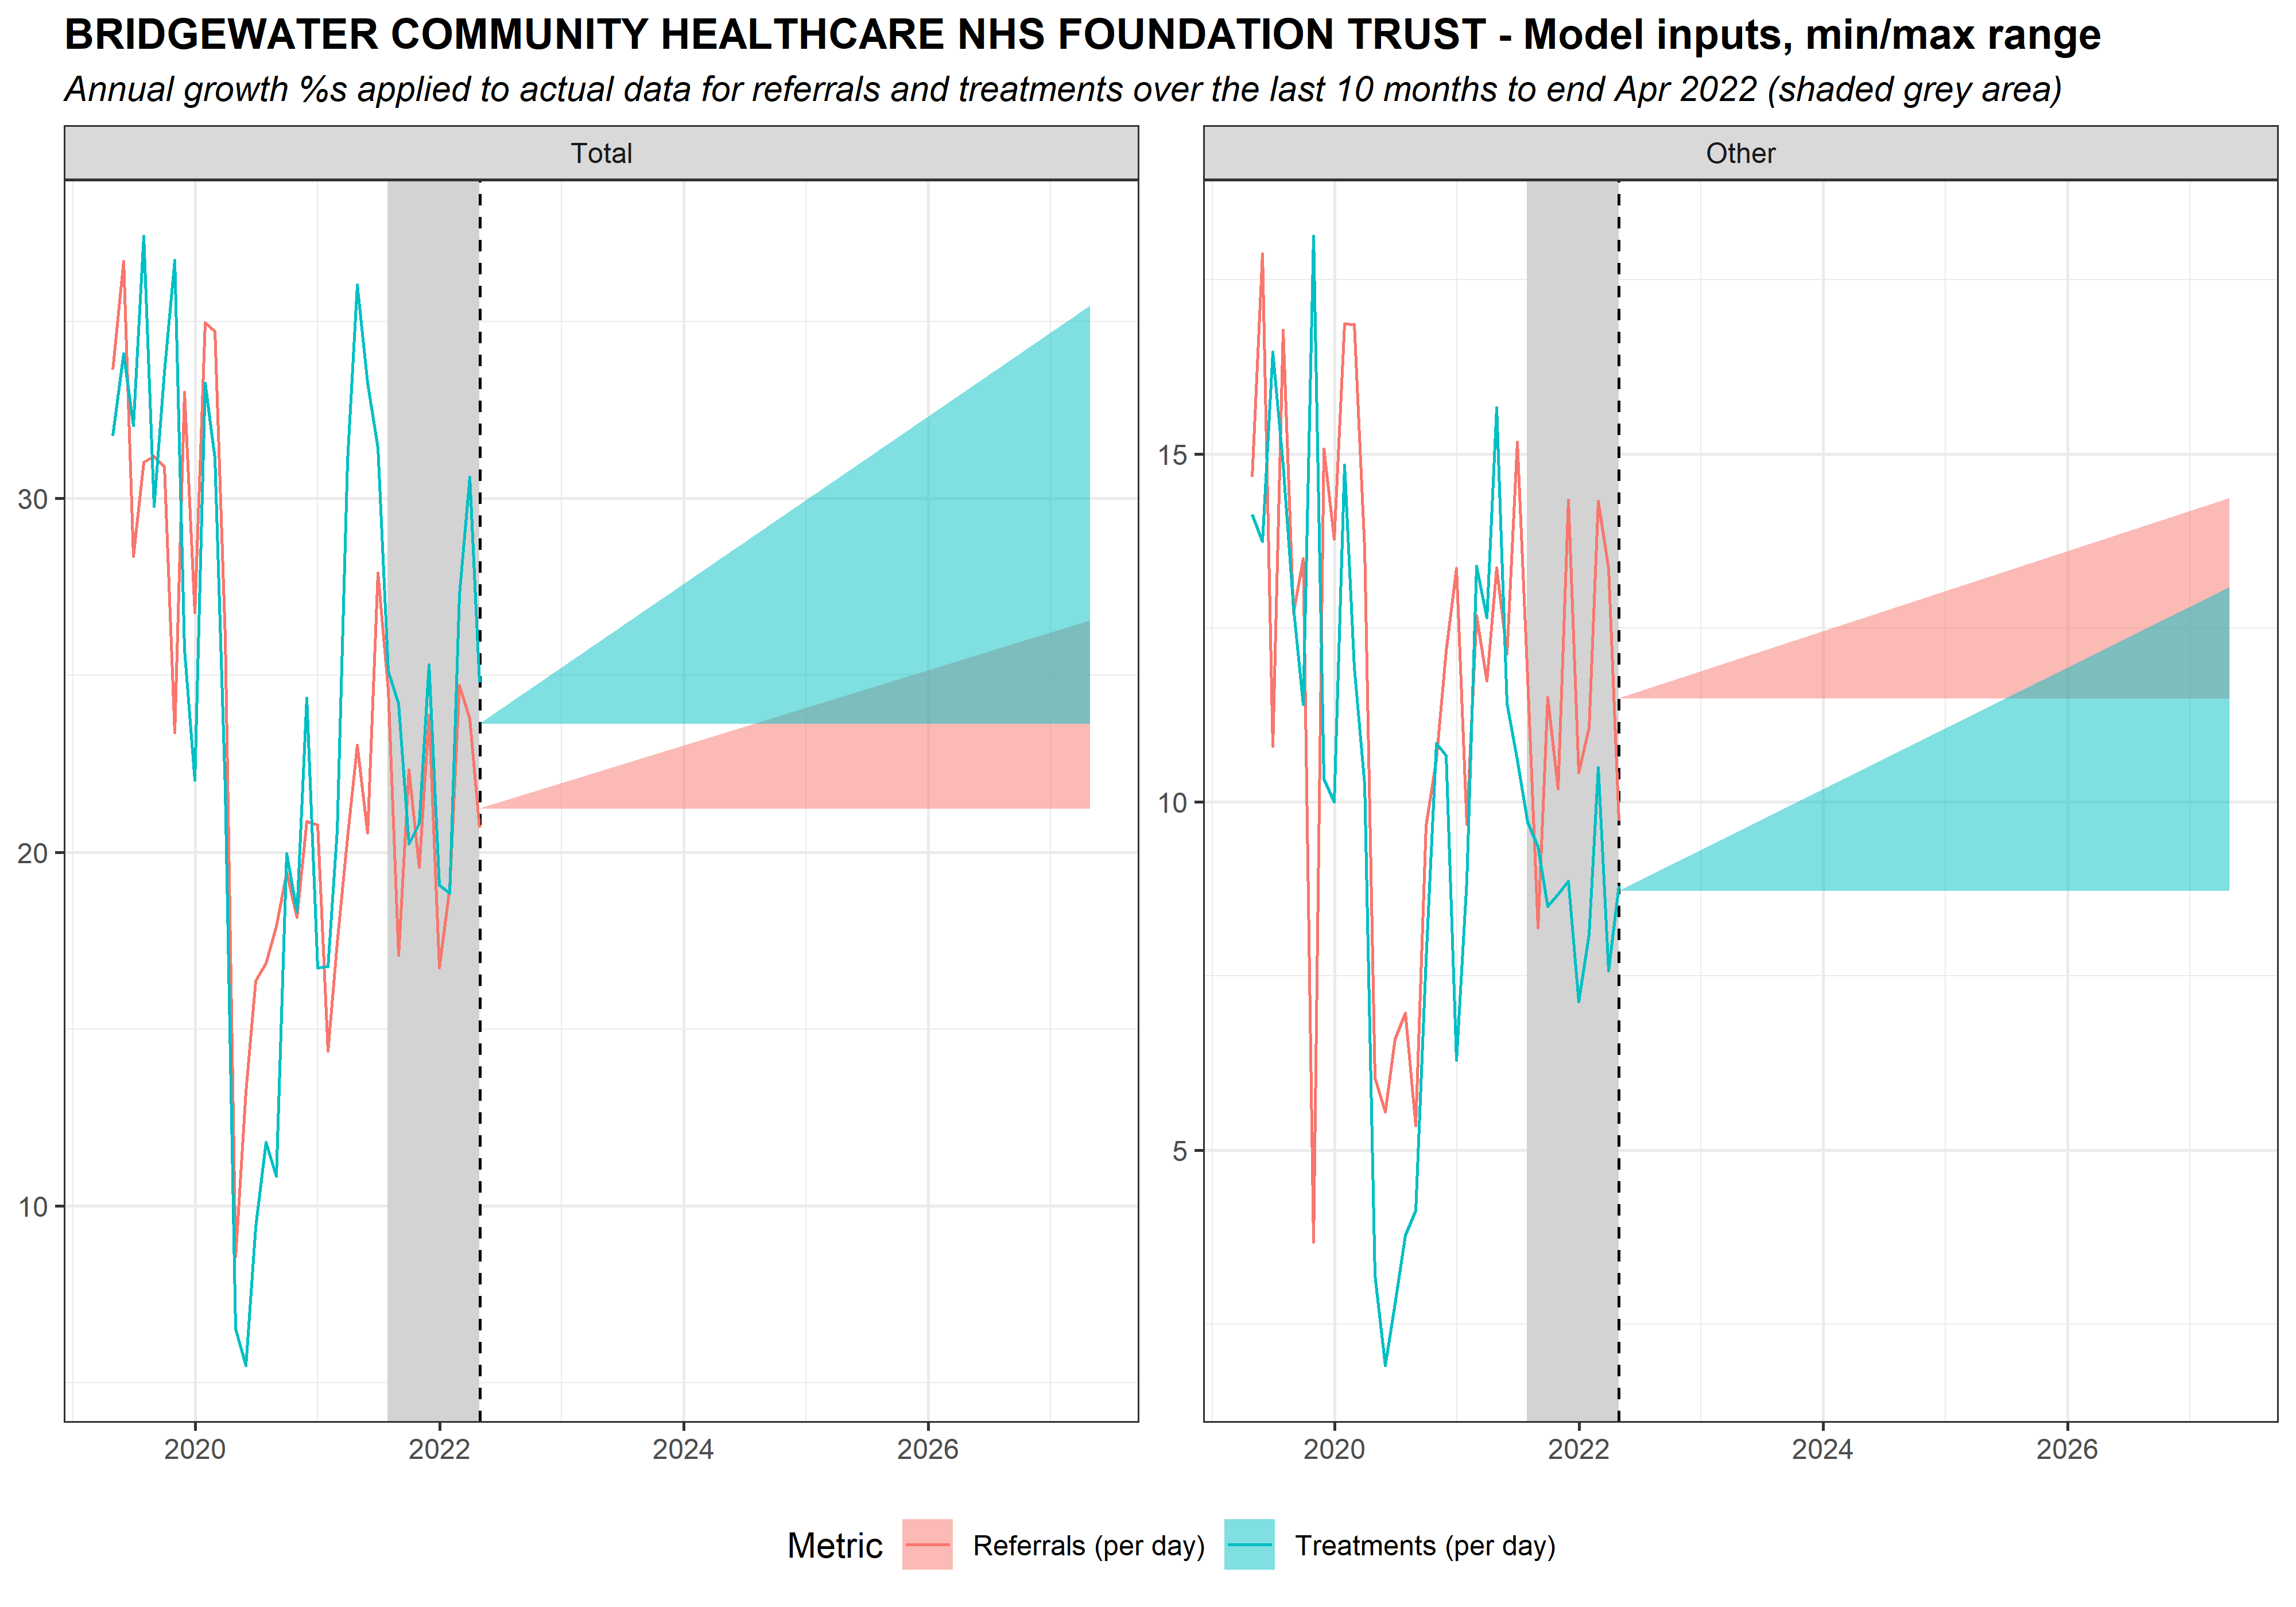 BRIDGEWATER COMMUNITY HEALTHCARE NHS FOUNDATION TRUST - Model inputs, min/max range
Annual growth %s applied to actual data for referrals and treatments over the last 10 months to end Apr 2022 (shaded grey area)
Total
Other
30
20
10
15
10
5
2020 2022 2024 2026
2020 2022 2024 2026
Metric Referrals (per day) Treatments (per day)